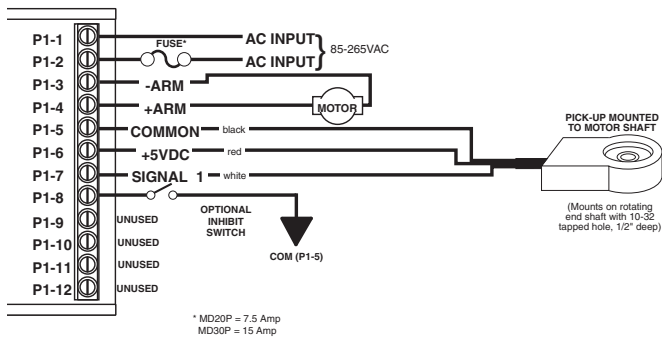 P1-1
P1-2
P1-3
P1-4
P1-5
P1-6
P1-7
P1-8
P1-9
P1-10
P1-11
P1-12
FUSE*
AC INPUT
AC INPUT
85-265VAC
-ARM
+ARM
MOTOR
COMMON black
+5VDC red
SIGNAL 1 white
OPTIONAL
INHIBIT
SWITCH
COM (P1-5)
UNUSED
UNUSED
UNUSED
UNUSED
PICK-UP MOUNTED
TO MOTOR SHAFT
(Mounts on rotating
end shaft with 10-32
tapped hole, 1/2" deep)
* MD20P = 7.5 Amp
MD30P = 15 Amp